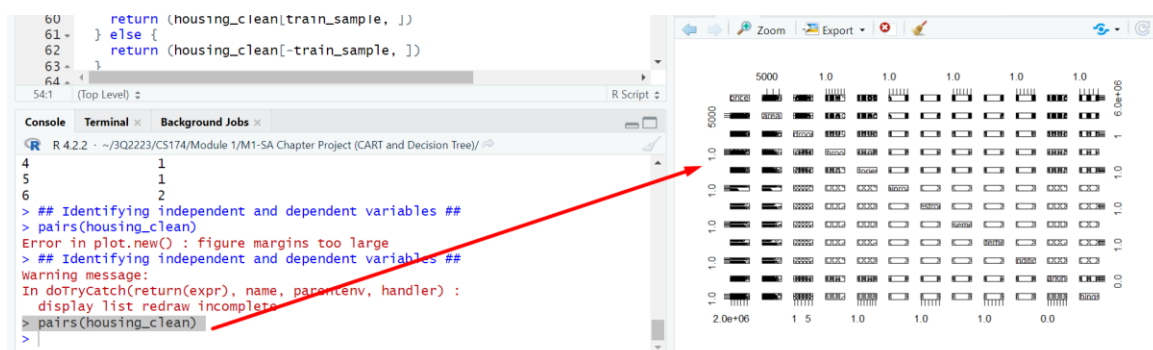 60 return (housing_clean[train_sample, ])
61 } else {
62 return (housing_clean[-train_sample, ])
63 }
64
54:1 (Top Level) R Script
Console Terminal × Background Jobs ×
R 4.2.2 · ~/3Q2223/CS174/Module 1/M1-SA Chapter Project (CART and Decision Tree)/
4 1
5 1
6 2
> ## Identifying independent and dependent variables ##
> pairs(housing_clean)
Error in plot.new() : figure margins too large
> ## Identifying independent and dependent variables ##
Warning message:
In doTryCatch(return(expr), name, parentenv, handler) :
display list redraw incomplete
> pairs(housing_clean)
>
Zoom Export
5000 1.0 1.0 1.0 1.0 1.0
price
area
5000
1.0
1.0
1.0
1.0
1.0
6.0e+06
1
1.0
1.0
1.0
0.0
2.0e+06 1 5 1.0 1.0 1.0 0.0